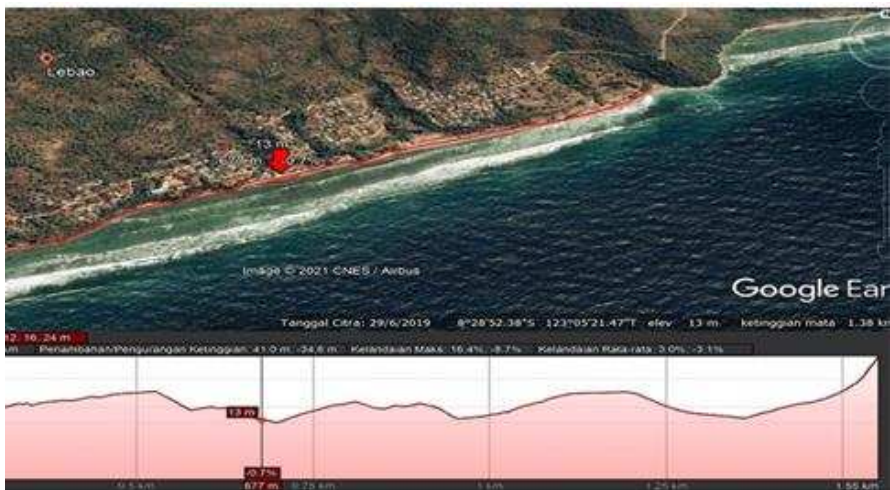 Lebao
13 m
Image © 2021 CNES / Airbus
Google Ear
Tanggal Citra: 29/6/2019 8°28'52.38"S 123°05'21.47"T elev 13 m ketinggian mata 1.38 k
16, 24 m
Penambahan/Pengurangan Ketinggian: 41.0 m, -34.6 m Kelandaian Maks: 16.4%, -8.7% Kelandaian Rata-rata: 3.0%, -3.1%
13 m
-0.7%
0.5 km 677 m 0.75 km 1 km 1.25 km 1.55 km